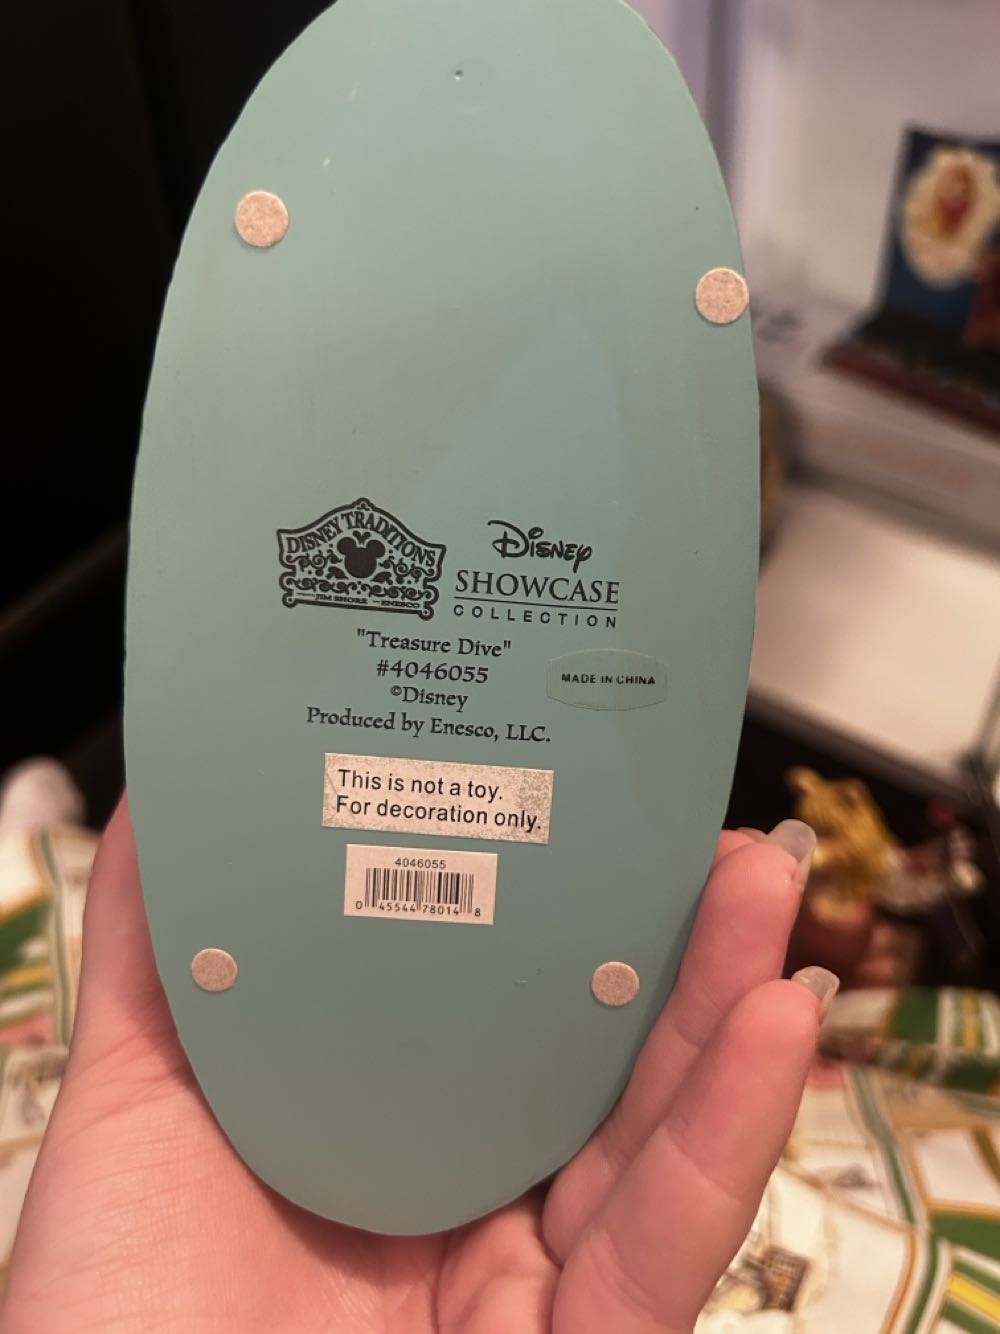 DISNEY TRADITIONS
JIM SHORE ENESCO
Disney
SHOWCASE
COLLECTION
"Treasure Dive"
#4046055
©Disney
Produced by Enesco, LLC.
MADE IN CHINA
This is not a toy.
For decoration only.
4046055
0 45544 78014 8